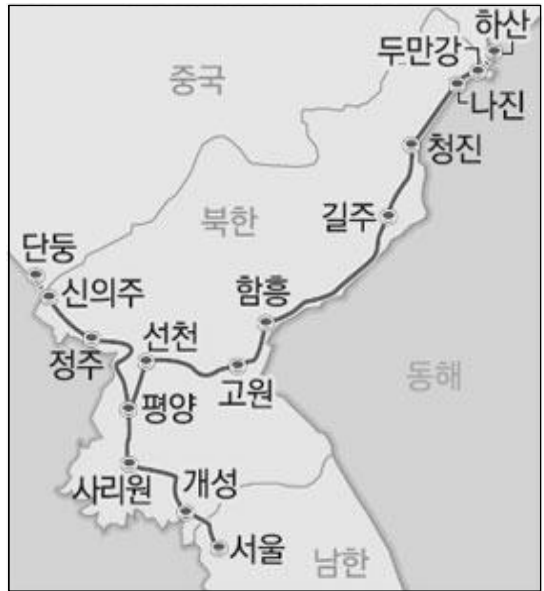 하산
두만강
중국
나진
청진
길주
북한
단둥
신의주
함흥
선천
정주
고원
동해
평양
사리원
개성
서울
남한